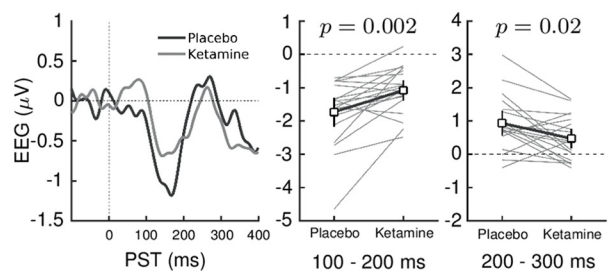 Placebo
Ketamine
EEG (μV)
1
0.5
0
-0.5
-1
-1.5
0
100
200
300
400
PST (ms)
p = 0.002
1
0
-1
-2
-3
-4
-5
Placebo
Ketamine
100 - 200 ms
p = 0.02
4
3
2
1
0
1
2
Placebo
Ketamine
200 - 300 ms